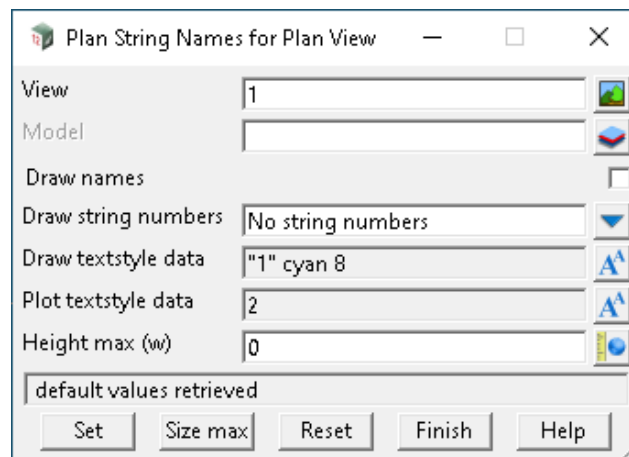 Plan String Names for Plan View
View 1
Model
Draw names
Draw string numbers No string numbers
Draw textstyle data "1" cyan 8
Plot textstyle data 2
Height max (w) 0
default values retrieved
Set Size max Reset Finish Help